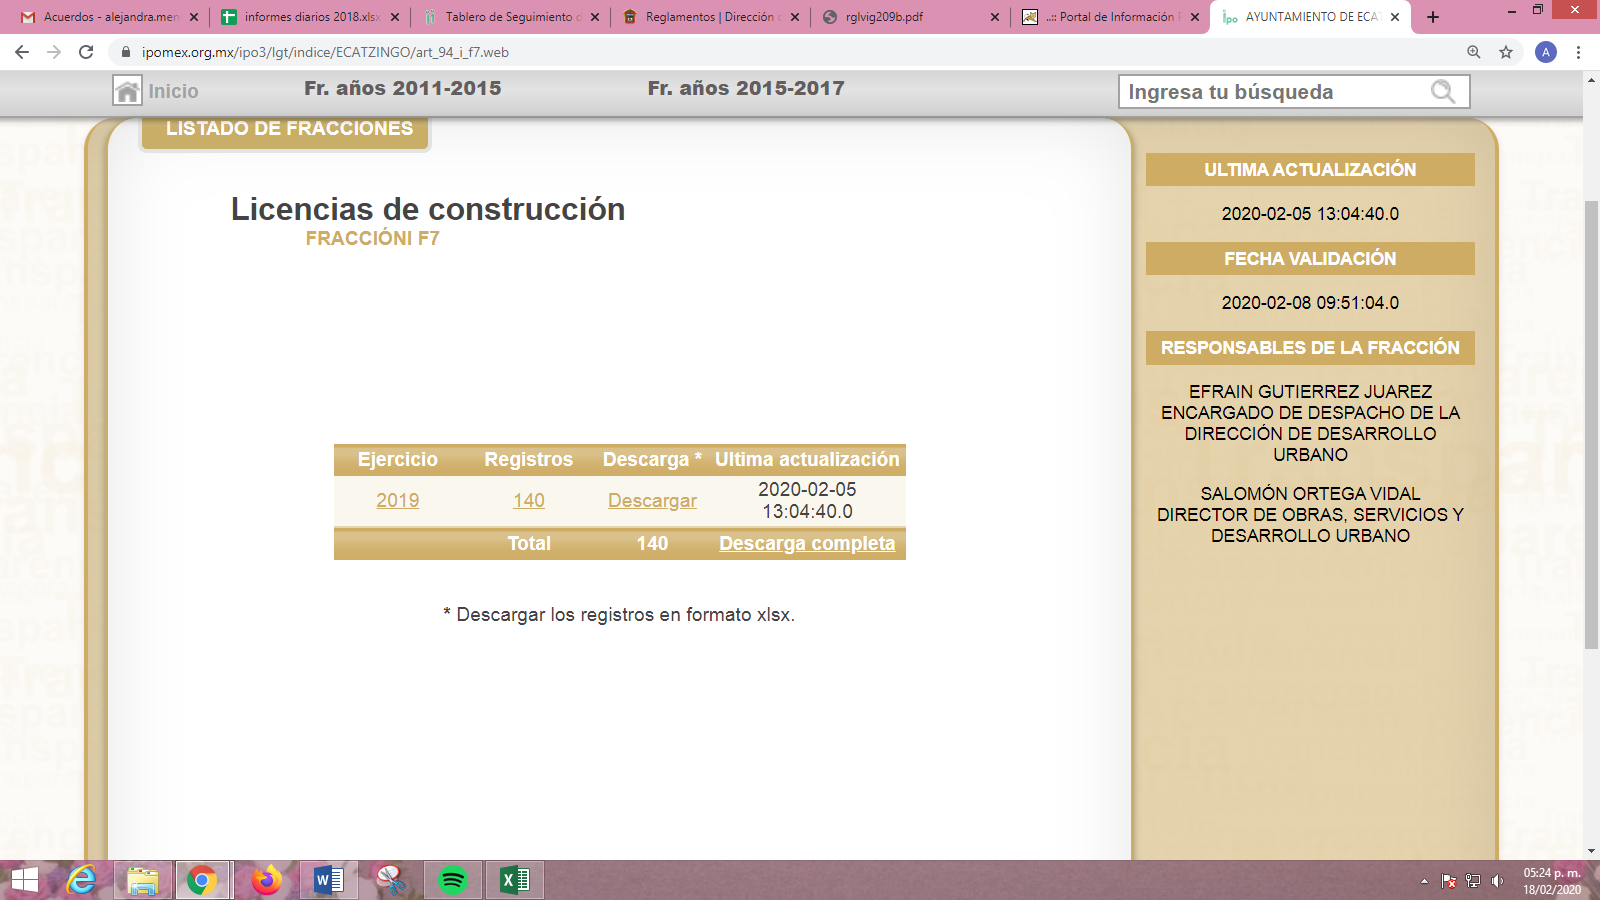 Acuerdos - alejandra.men
informes diarios 2018.xlsx
Tablero de Seguimiento d
Reglamentos | Dirección d
rglvig209b.pdf
..:: Portal de Información P
AYUNTAMIENTO DE ECAT
ipomex.org.mx/ipo3/lgt/indice/ECATZINGO/art_94_i_f7.web
Inicio
Fr. años 2011-2015
Fr. años 2015-2017
Ingresa tu búsqueda
LISTADO DE FRACCIONES
Licencias de construcción
FRACCIÓNI F7
Ejercicio Registros Descarga * Ultima actualización
2019 140 Descargar 2020-02-05
13:04:40.0
Total 140 Descarga completa
* Descargar los registros en formato xlsx.
ULTIMA ACTUALIZACIÓN
2020-02-05 13:04:40.0
FECHA VALIDACIÓN
2020-02-08 09:51:04.0
RESPONSABLES DE LA FRACCIÓN
EFRAIN GUTIERREZ JUAREZ
ENCARGADO DE DESPACHO DE LA
DIRECCIÓN DE DESARROLLO
URBANO
SALOMÓN ORTEGA VIDAL
DIRECTOR DE OBRAS, SERVICIOS Y
DESARROLLO URBANO
05:24 p. m.
18/02/2020